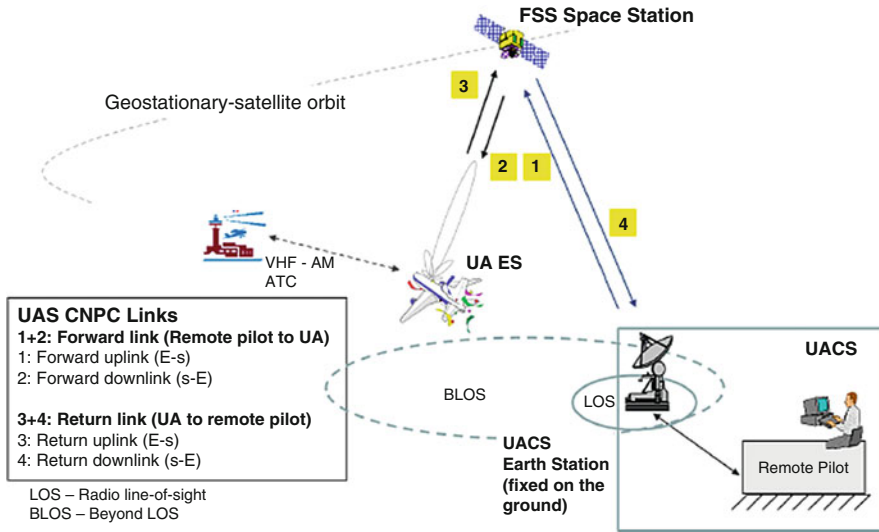 FSS Space Station
3
Geostationary-satellite orbit
2
1
4
VHF - AM
ATC
UA ES
UAS CNPC Links
1+2: Forward link (Remote pilot to UA)
1: Forward uplink (E-s)
2: Forward downlink (s-E)
3+4: Return link (UA to remote pilot)
3: Return uplink (E-s)
4: Return downlink (s-E)
LOS – Radio line-of-sight
BLOS – Beyond LOS
BLOS
LOS
UACS
Earth Station
(fixed on the
ground)
UACS
Remote Pilot